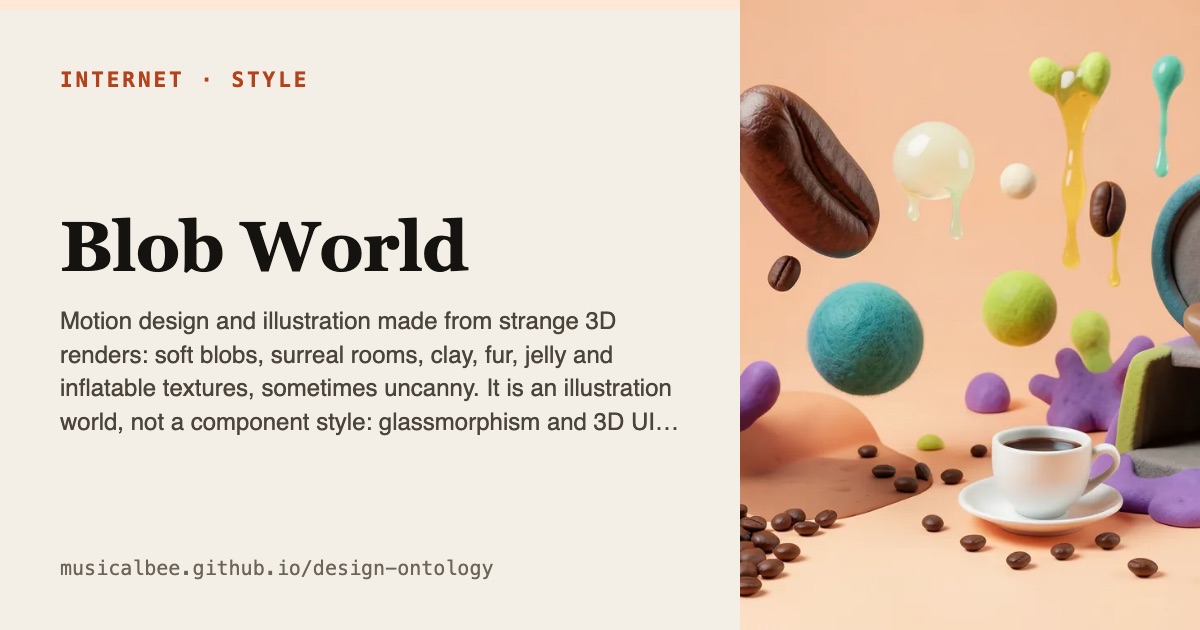 INTERNET · STYLE
Blob World
Motion design and illustration made from strange 3D
renders: soft blobs, surreal rooms, clay, fur, jelly and
inflatable textures, sometimes uncanny. It is an illustration
world, not a component style: glassmorphism and 3D UI…
musicalbee.github.io/design-ontology